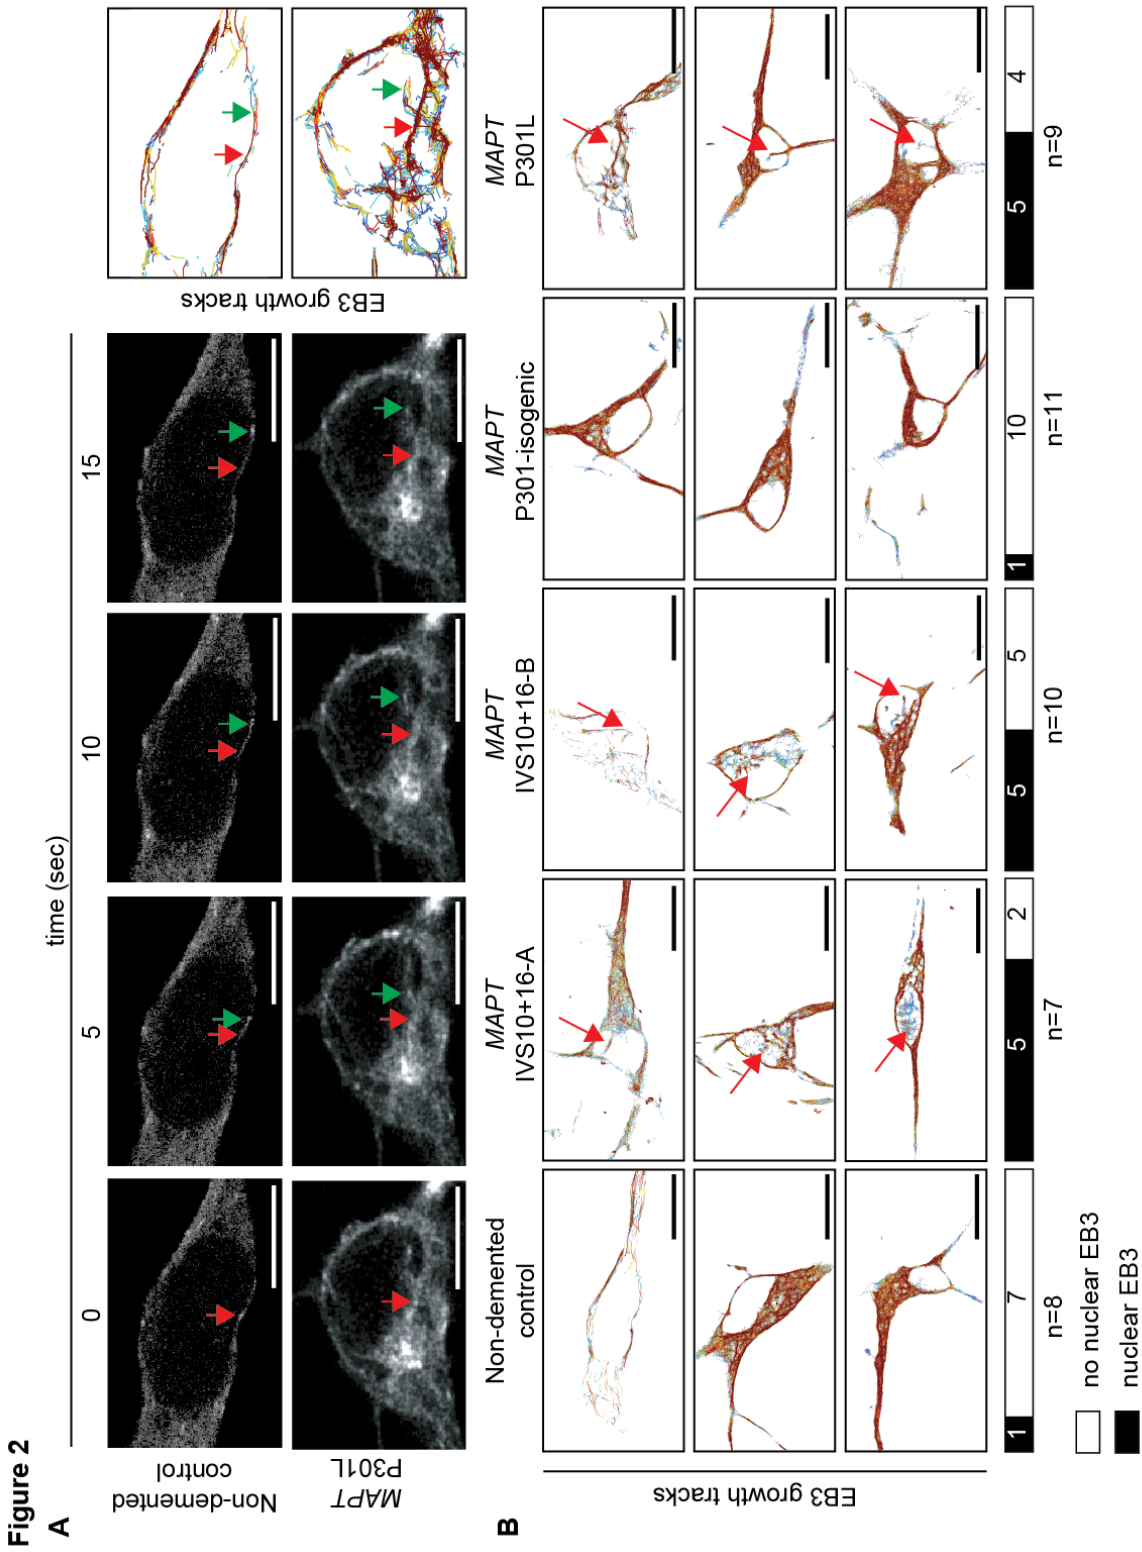 Figure 2
A
time (sec)
0
5
10
15
Non-demented
control
MAPT
P301L
EB3 growth tracks
B
Non-demented
control
MAPT
IVS10+16-A
MAPT
IVS10+16-B
MAPT
P301-isogenic
MAPT
P301L
EB3 growth tracks
1
7
5
2
5
5
1
10
5
4
n=8
n=7
n=10
n=11
n=9
no nuclear EB3
nuclear EB3